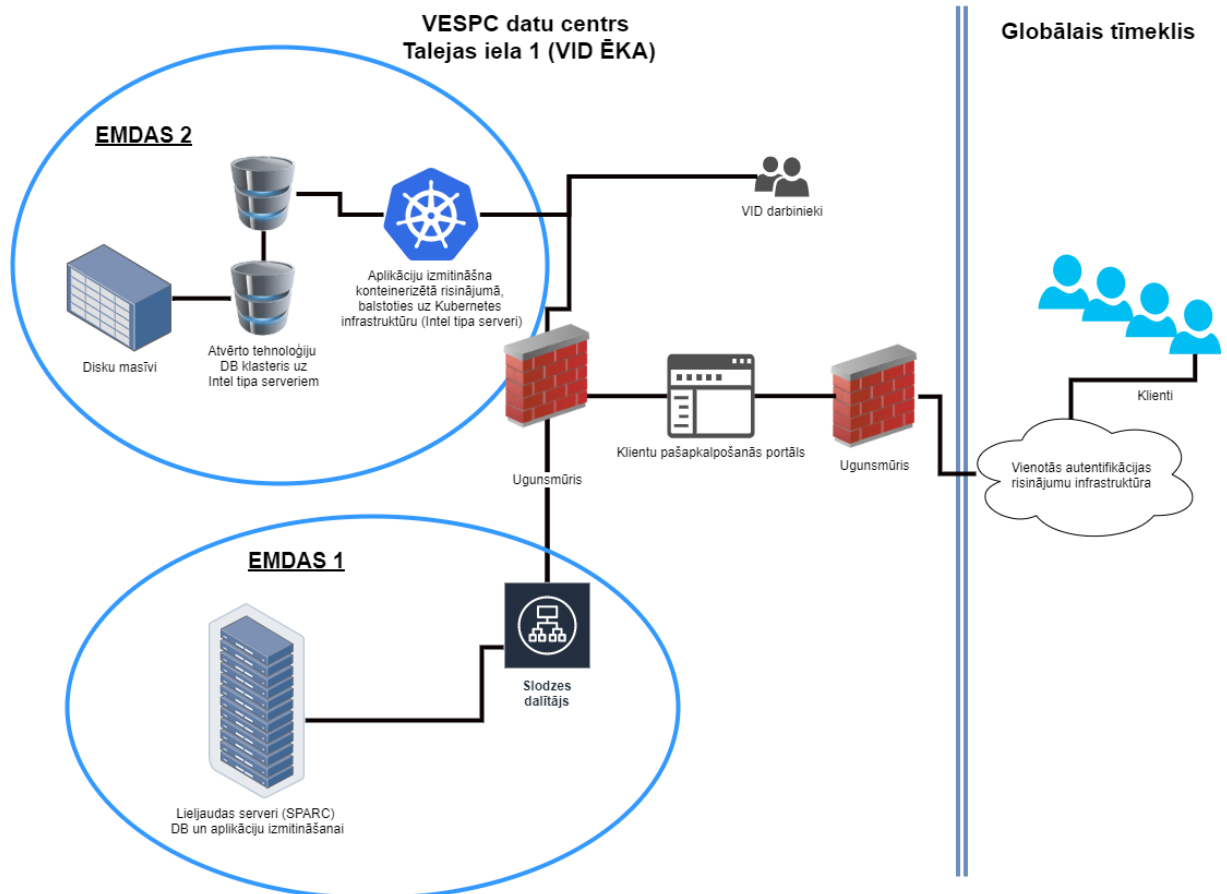 VESPC datu centrs
Talejas iela 1 (VID ĒKA)
Globālais tīmeklis
EMDAS 2
VID darbinieki
Aplikāciju izmitināšna
konteinerizētā risinājumā,
balstoties uz Kubernetes
infrastruktūru (Intel tipa serveri)
Disku masīvi
Atvērto tehnoloģiju
DB klasteris uz
Intel tipa serveriem
Klienti
Klientu pašapkalpošanās portāls
Ugunsmūris
Ugunsmūris
Vienotās autentifikācijas
risinājumu infrastruktūra
EMDAS 1
Slodzes
dalītājs
Lieljaudas serveri (SPARC)
DB un aplikāciju izmitināšanai